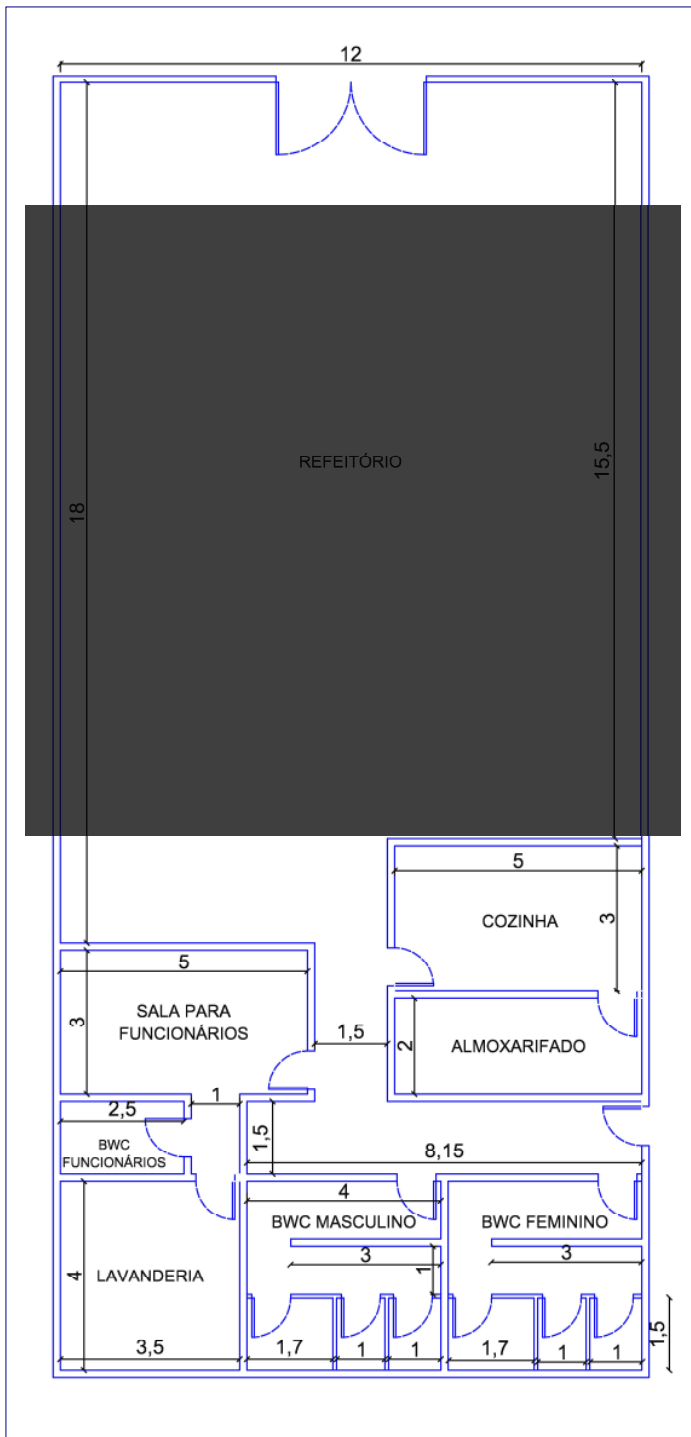 12
REFEITÓRIO
15,5
18
5
COZINHA
3
5
SALA PARA
FUNCIONÁRIOS
3
1,5
2
ALMOXARIFADO
1
2,5
BWC
FUNCIONÁRIOS
1,5
8,15
4
BWC MASCULINO
BWC FEMININO
3
3
1
LAVANDERIA
4
1,5
3,5
1,7
1
1
1,7
1
1